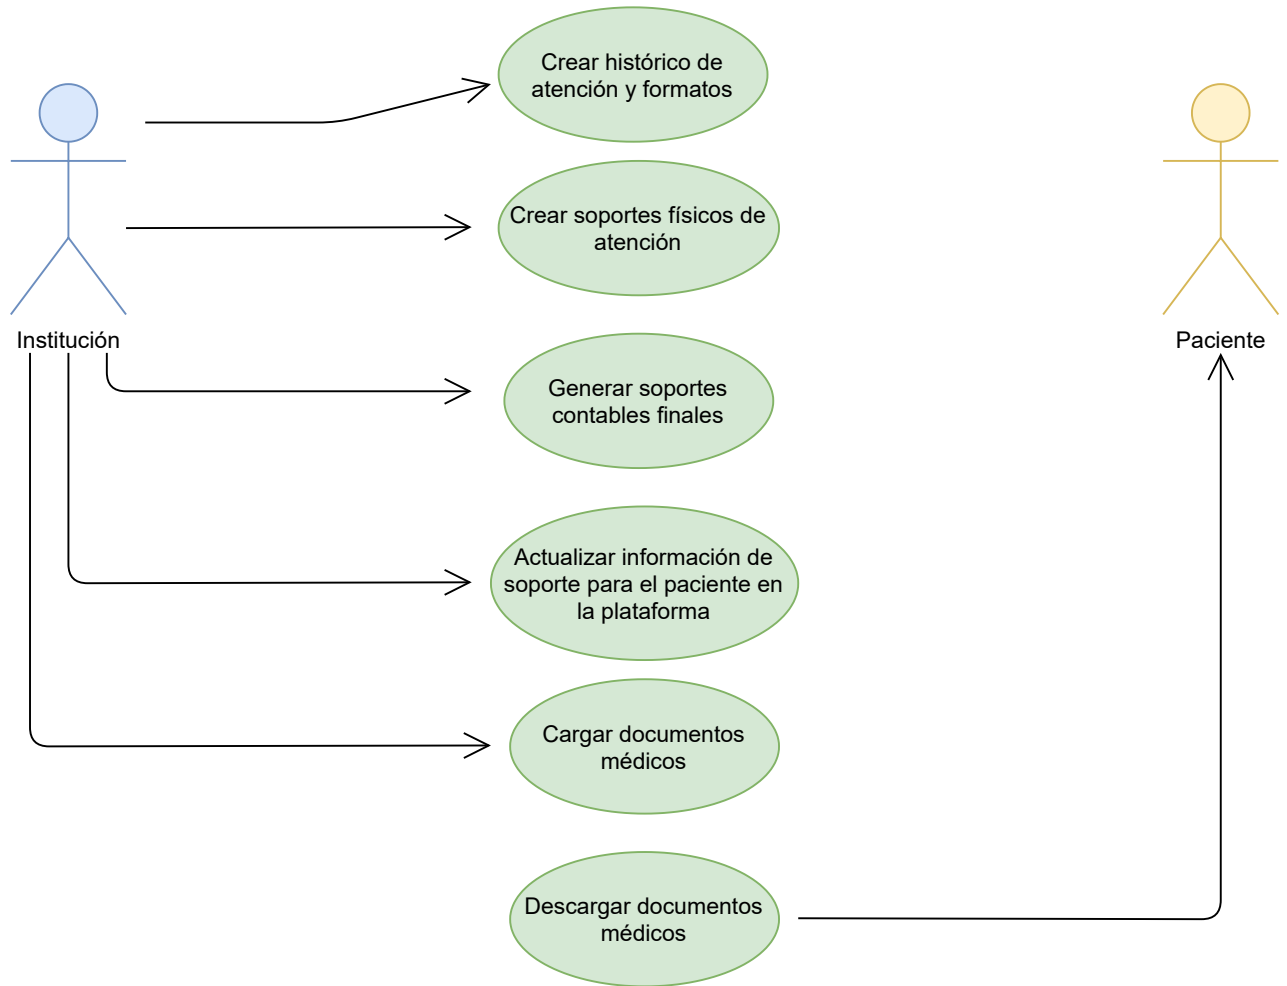 Crear histórico de
atención y formatos
Crear soportes físicos de
atención
Institución
Paciente
Generar soportes
contables finales
Actualizar información de
soporte para el paciente en
la plataforma
Cargar documentos
médicos
Descargar documentos
médicos